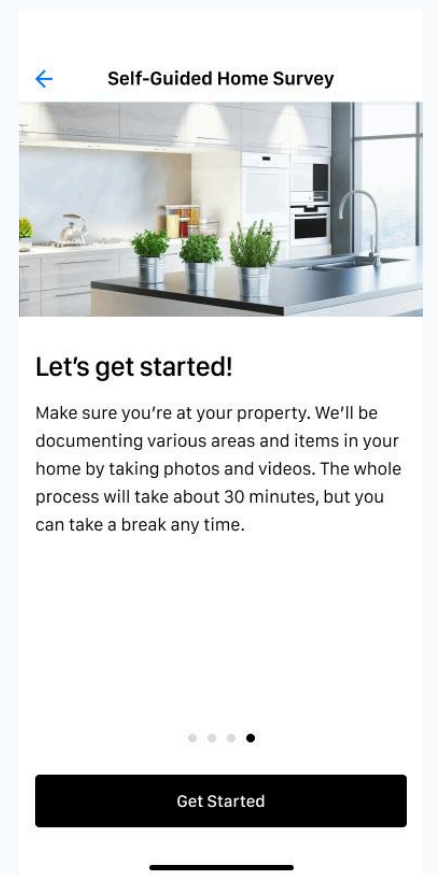 Self-Guided Home Survey
Let's get started!
Make sure you're at your property. We'll be
documenting various areas and items in your
home by taking photos and videos. The whole
process will take about 30 minutes, but you
can take a break any time.
Get Started